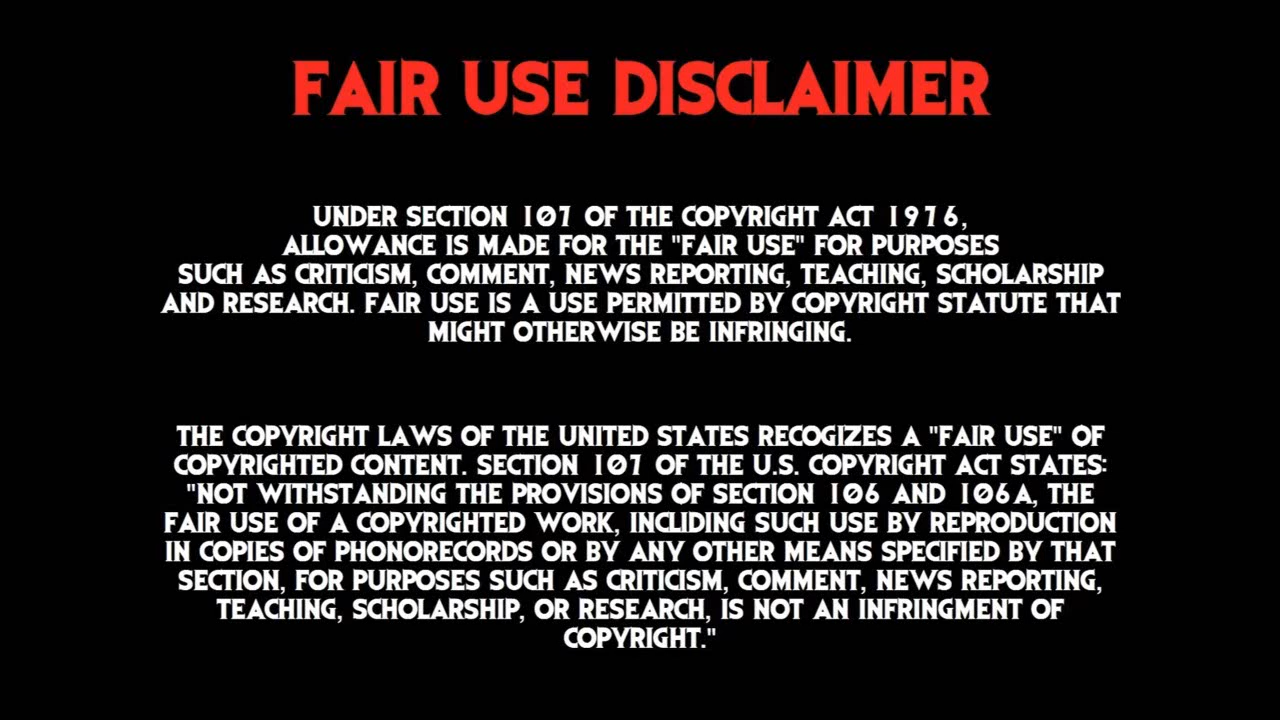 FAIR USE DISCLAIMER
UNDER SECTION 107 OF THE COPYRIGHT ACT 1976,
ALLOWANCE IS MADE FOR THE "FAIR USE" FOR PURPOSES
SUCH AS CRITICISM, COMMENT, NEWS REPORTING, TEACHING, SCHOLARSHIP
AND RESEARCH. FAIR USE IS A USE PERMITTED BY COPYRIGHT STATUTE THAT
MIGHT OTHERWISE BE INFRINGING.
THE COPYRIGHT LAWS OF THE UNITED STATES RECOGIZES A "FAIR USE" OF
COPYRIGHTED CONTENT. SECTION 107 OF THE U.S. COPYRIGHT ACT STATES:
"NOT WITHSTANDING THE PROVISIONS OF SECTION 106 AND 106A, THE
FAIR USE OF A COPYRIGHTED WORK, INCLIDING SUCH USE BY REPRODUCTION
IN COPIES OF PHONORECORDS OR BY ANY OTHER MEANS SPECIFIED BY THAT
SECTION, FOR PURPOSES SUCH AS CRITICISM, COMMENT, NEWS REPORTING,
TEACHING, SCHOLARSHIP, OR RESEARCH, IS NOT AN INFRINGMENT OF
COPYRIGHT."